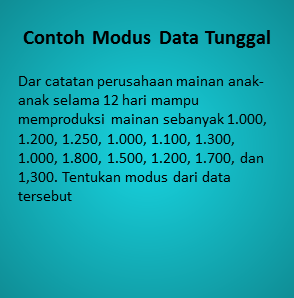 Contoh Modus Data Tunggal
Dar catatan perusahaan mainan anak-
anak selama 12 hari mampu
memproduksi mainan sebanyak 1.000,
1.200, 1.250, 1.000, 1.100, 1.300,
1.000, 1.800, 1.500, 1.200, 1.700, dan
1,300. Tentukan modus dari data
tersebut